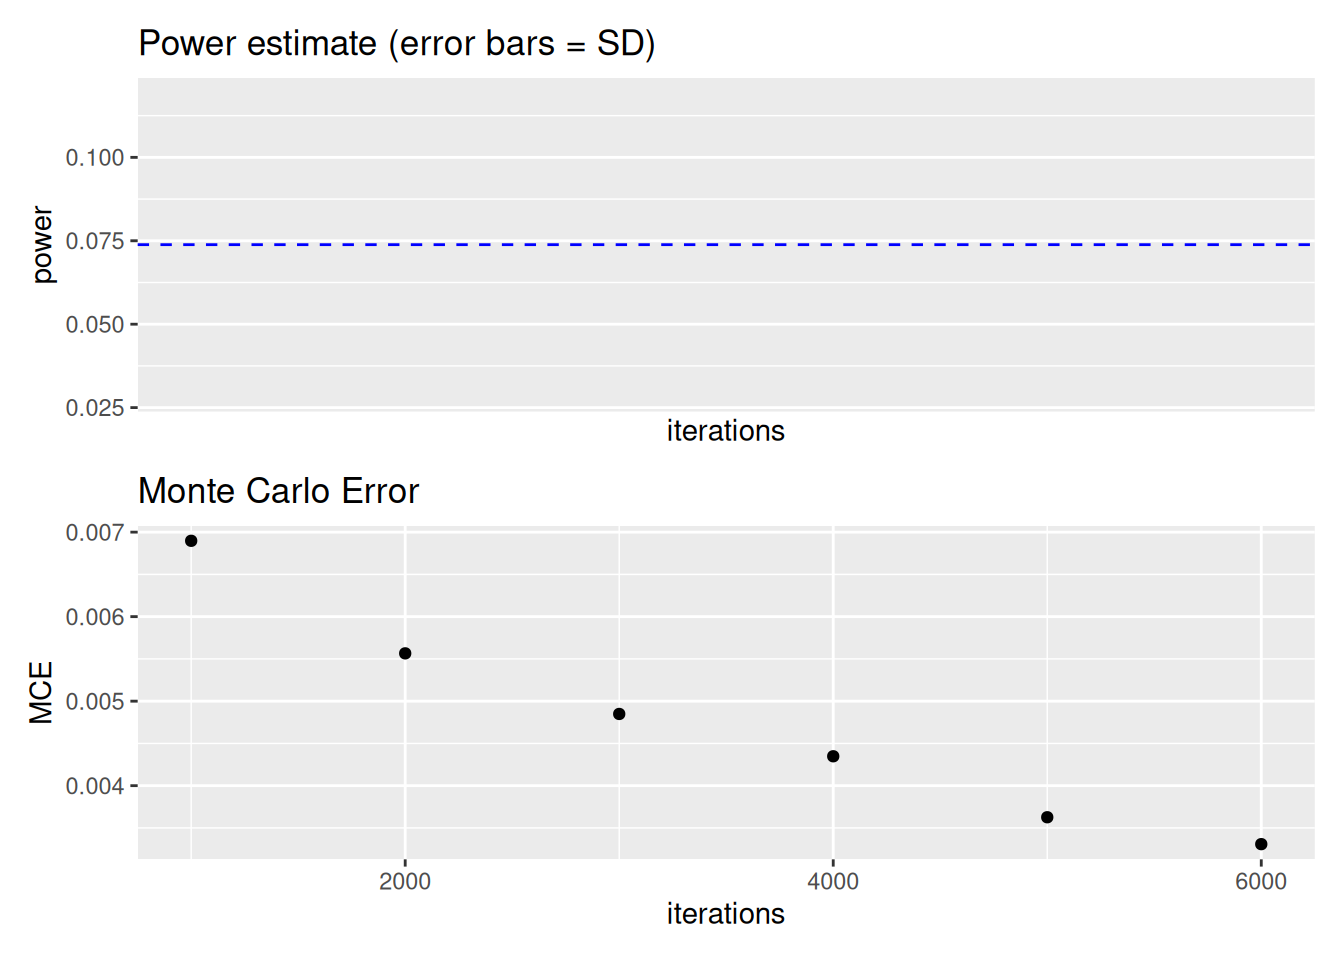 Power estimate (error bars = SD)
0.100
0.075
0.050
0.025
power
iterations
Monte Carlo Error
0.007
0.006
0.005
0.004
MCE
2000 4000 6000
iterations